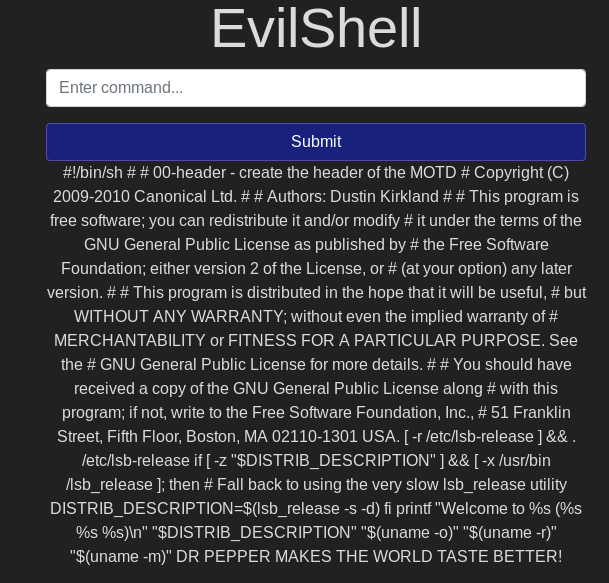 EvilShell
Enter command...
Submit
#!/bin/sh # # 00-header - create the header of the MOTD # Copyright (C)
2009-2010 Canonical Ltd. # # Authors: Dustin Kirkland # # This program is
free software; you can redistribute it and/or modify # it under the terms of the
GNU General Public License as published by # the Free Software
Foundation; either version 2 of the License, or # (at your option) any later
version. # # This program is distributed in the hope that it will be useful, # but
WITHOUT ANY WARRANTY; without even the implied warranty of #
MERCHANTABILITY or FITNESS FOR A PARTICULAR PURPOSE. See
the # GNU General Public License for more details. # # You should have
received a copy of the GNU General Public License along # with this
program; if not, write to the Free Software Foundation, Inc., # 51 Franklin
Street, Fifth Floor, Boston, MA 02110-1301 USA. [ -r /etc/lsb-release ] && .
/etc/lsb-release if [ -z "$DISTRIB_DESCRIPTION" ] && [ -x /usr/bin
/lsb_release ]; then # Fall back to using the very slow lsb_release utility
DISTRIB_DESCRIPTION=$(lsb_release -s -d) fi printf "Welcome to %s (%s
%s %s)\n" "$DISTRIB_DESCRIPTION" "$(uname -o)" "$(uname -r)"
"$(uname -m)" DR PEPPER MAKES THE WORLD TASTE BETTER!